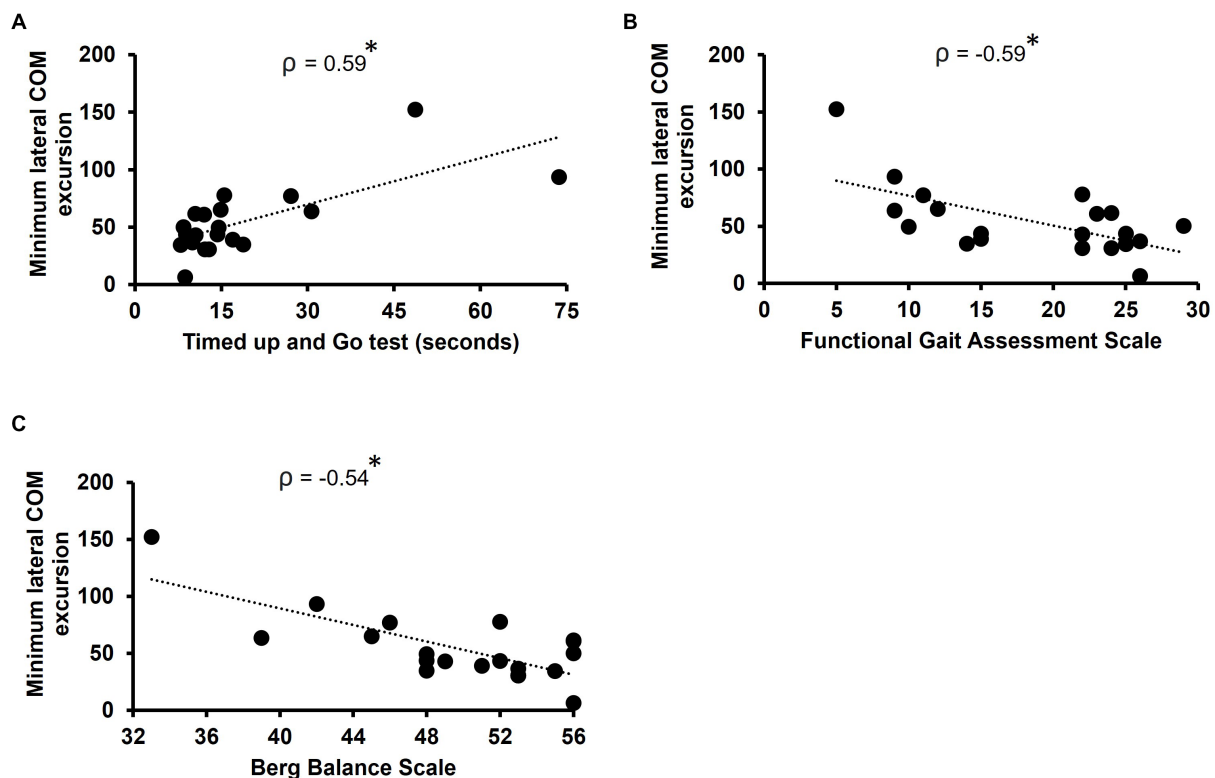 A
Minimum lateral COM
excursion
200
150
100
50
0
ρ = 0.59*
0 15 30 45 60 75
Timed up and Go test (seconds)
B
Minimum lateral COM
excursion
200
150
100
50
0
ρ = -0.59*
0 5 10 15 20 25 30
Functional Gait Assessment Scale
C
Minimum lateral COM
excursion
200
150
100
50
0
ρ = -0.54*
32 36 40 44 48 52 56
Berg Balance Scale